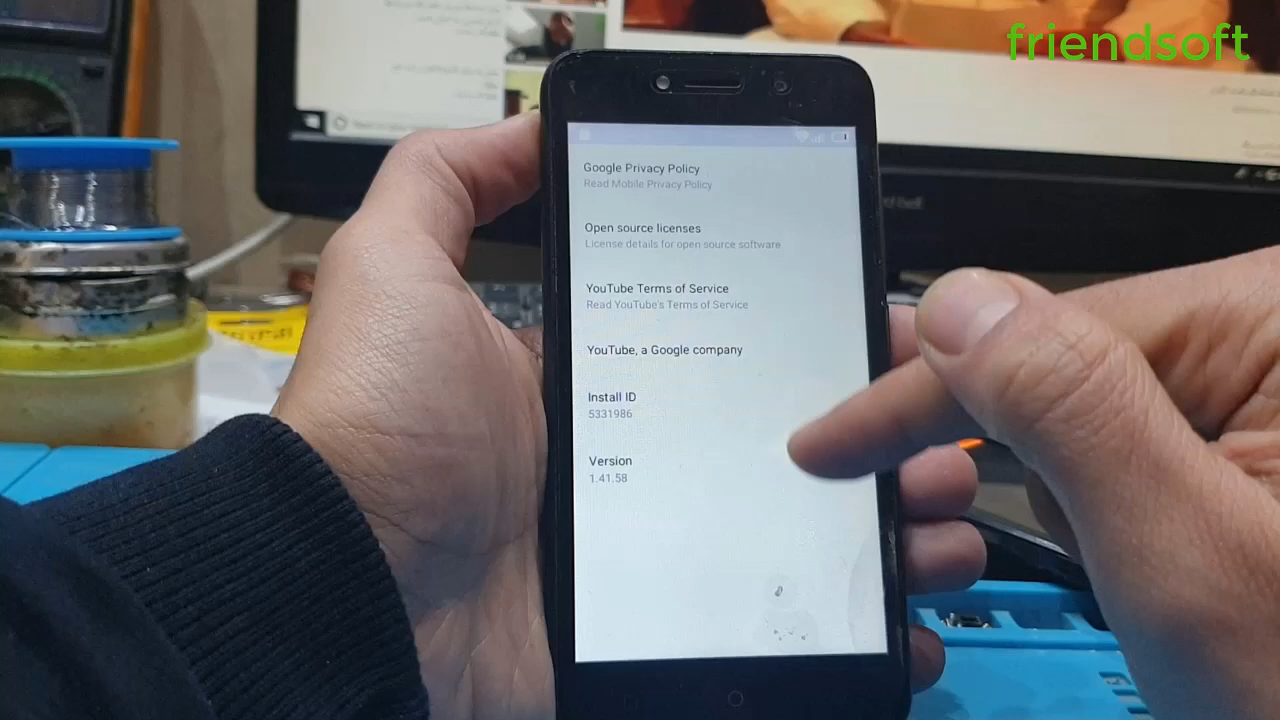 friendsoft
Google Privacy Policy
Read Mobile Privacy Policy
Open source licenses
License details for open source software
YouTube Terms of Service
Read YouTube's Terms of Service
YouTube, a Google company
Install ID
5331986
Version
1.41.58